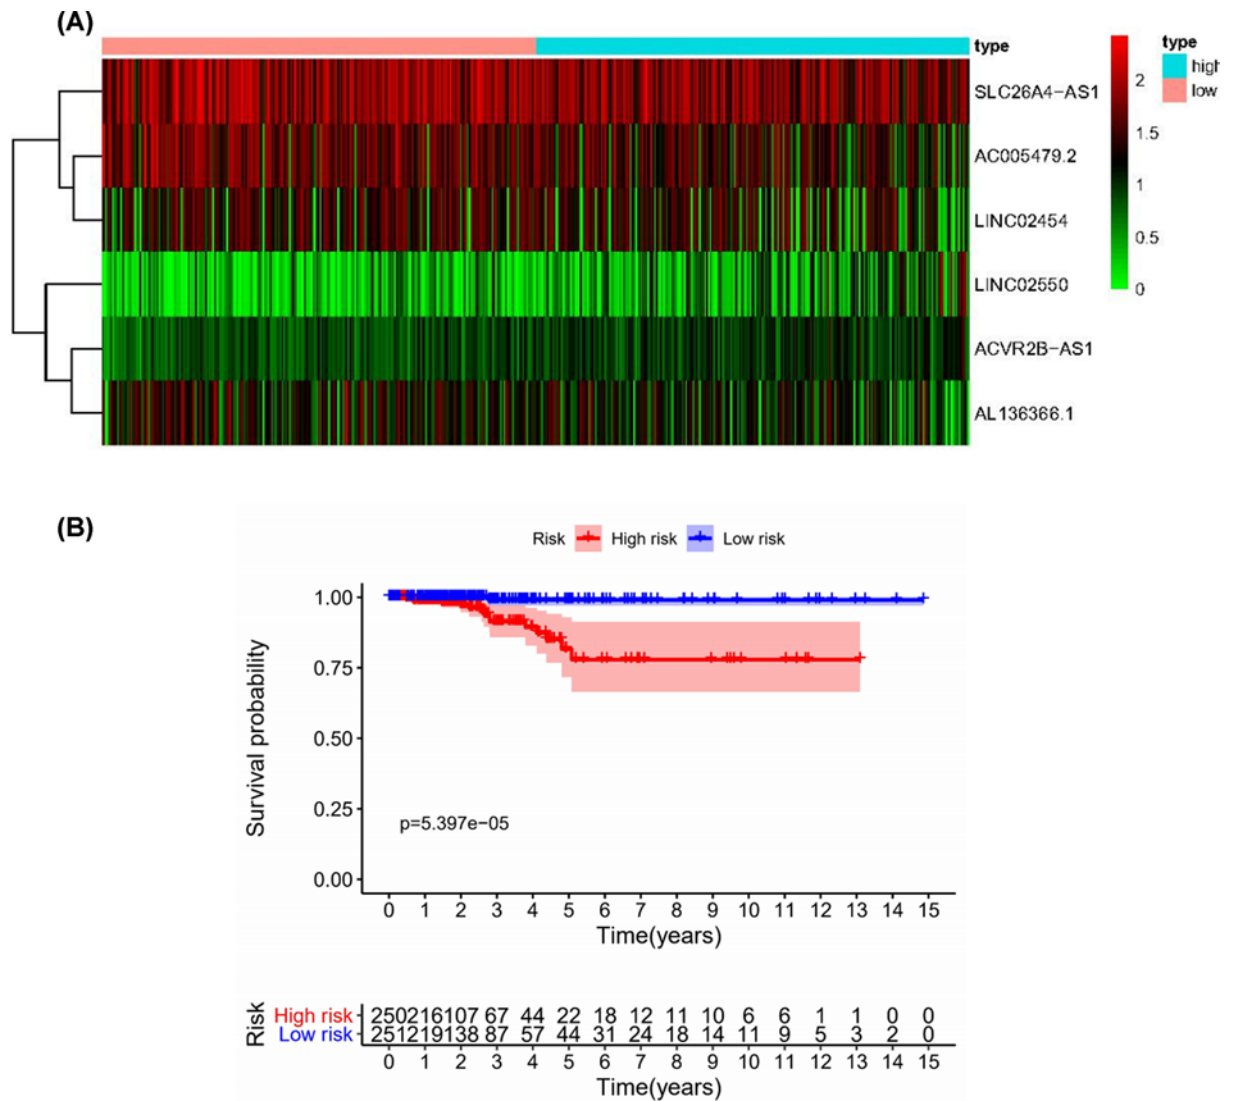 (A)
type
SLC26A4−AS1
AC005479.2
LINC02454
LINC02550
ACVR2B−AS1
AL136366.1
2
1.5
1
0.5
0
type
high
low
(B)
Risk High risk Low risk
Survival probability
1.00
0.75
0.50
0.25
0.00
p=5.397e−05
0 1 2 3 4 5 6 7 8 9 10 11 12 13 14 15
Time(years)
Risk
High risk 250 216 107 67 44 22 18 12 11 10 6 6 1 1 0 0
Low risk 251 219 138 87 57 44 31 24 18 14 11 9 5 3 2 0
0 1 2 3 4 5 6 7 8 9 10 11 12 13 14 15
Time(years)